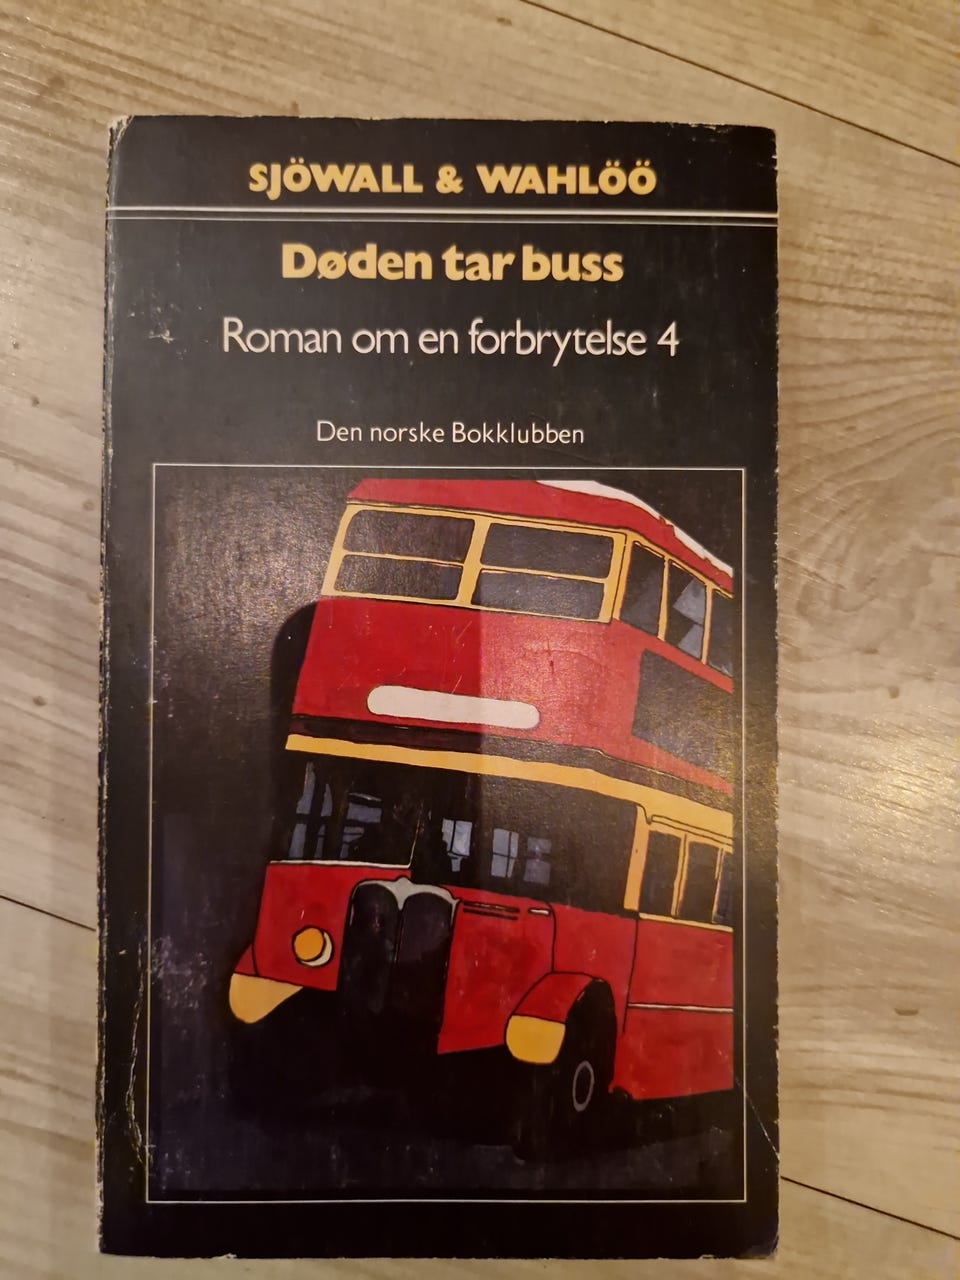 SJÖWALL & WAHLÖÖ
Døden tar buss
Roman om en forbrytelse 4
Den norske Bokklubben